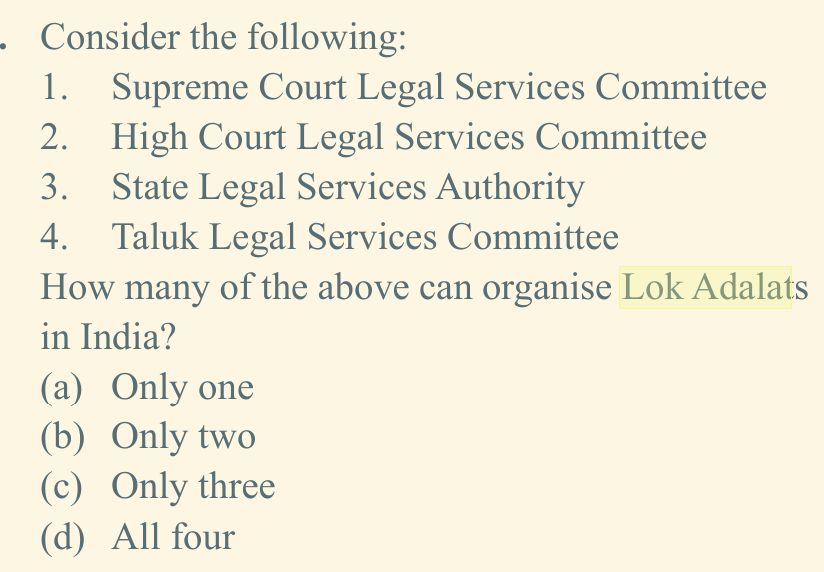 . Consider the following:
1. Supreme Court Legal Services Committee
2. High Court Legal Services Committee
3. State Legal Services Authority
4. Taluk Legal Services Committee
How many of the above can organise Lok Adalats
in India?
(a) Only one
(b) Only two
(c) Only three
(d) All four